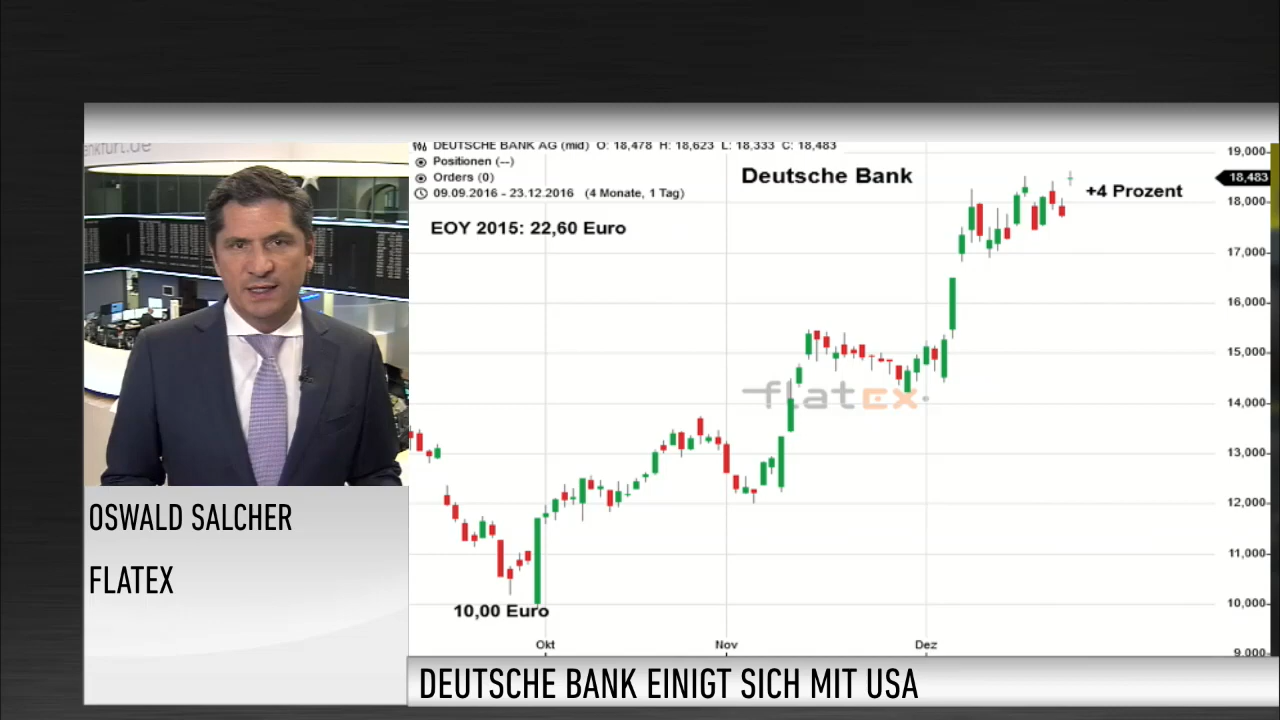 ankfurt.de
DEUTSCHE BANK AG (mid) O: 18,478 H: 18,623 L: 18,333 C: 18,483
Positionen (--)
Orders (0)
09.09.2016 - 23.12.2016 (4 Monate, 1 Tag)
Deutsche Bank
+4 Prozent
EOY 2015: 22,60 Euro
19,000
18,483
18,000
17,000
16,000
15,000
14,000
13,000
12,000
11,000
10,000
9,000
flatex
10,00 Euro
Okt Nov Dez
OSWALD SALCHER
FLATEX
DEUTSCHE BANK EINIGT SICH MIT USA